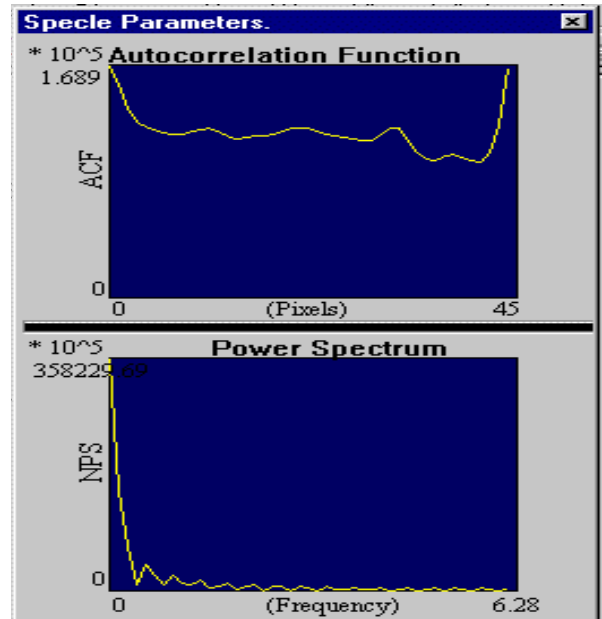 Specle Parameters.
* 10^5 Autocorrelation Function
1.689
ACF
0
0 (Pixels) 45
* 10^5 Power Spectrum
358229.69
NPS
0
0 (Frequency) 6.28